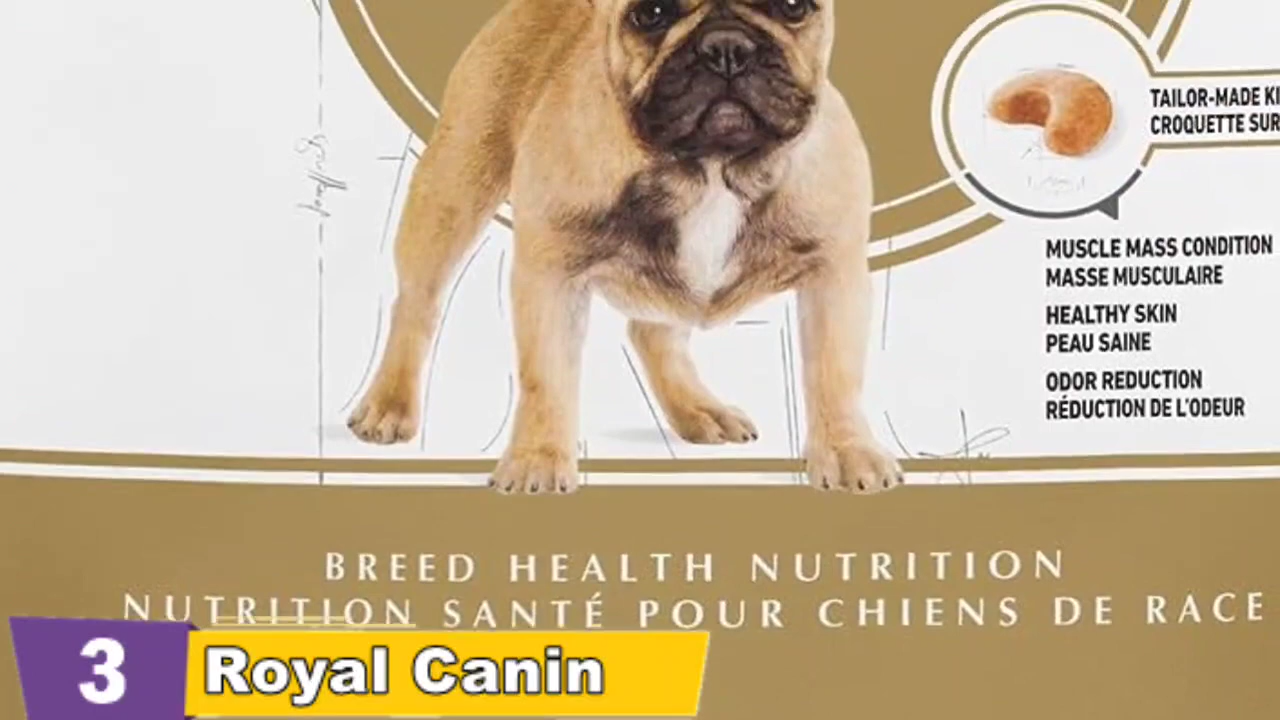 TAILOR-MADE KI
CROQUETTE SUR
MUSCLE MASS CONDITION
MASSE MUSCULAIRE
HEALTHY SKIN
PEAU SAINE
ODOR REDUCTION
RÉDUCTION DE L'ODEUR
BREED HEALTH NUTRITION
NUTRITION SANTÉ POUR CHIENS DE RACE
3
Royal Canin